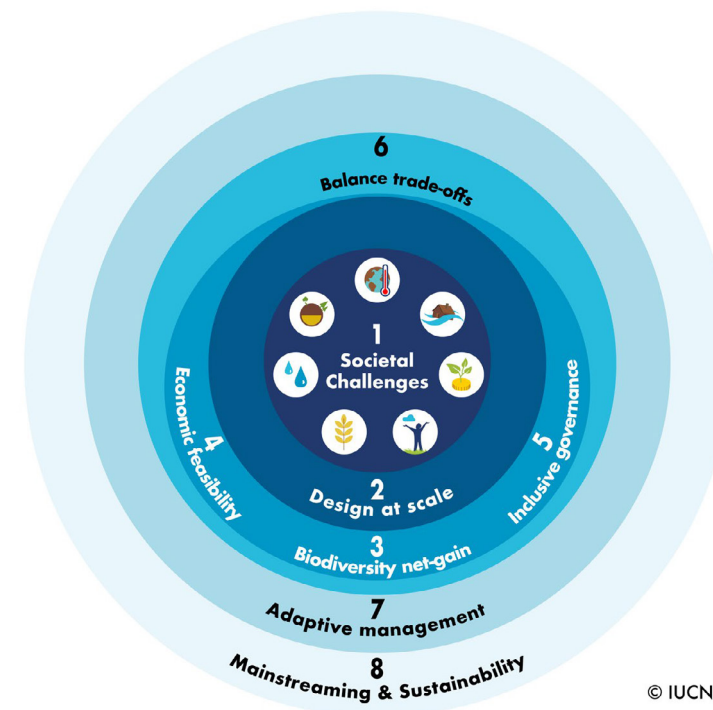 6
Balance trade-offs
1
Societal
Challenges
4
Economic feasibility
5
Inclusive governance
2
Design at scale
3
Biodiversity net-gain
7
Adaptive management
8
Mainstreaming & Sustainability
© IUCN